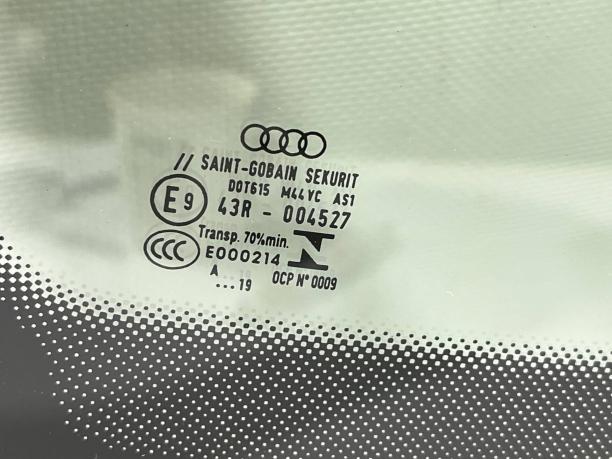 // SAINT-GOBAIN SEKURIT
DOT615 M44YC AS1
E9 43R - 004527
Transp. 70%min.
CCC E000214
A
...19 OCP N° 0009